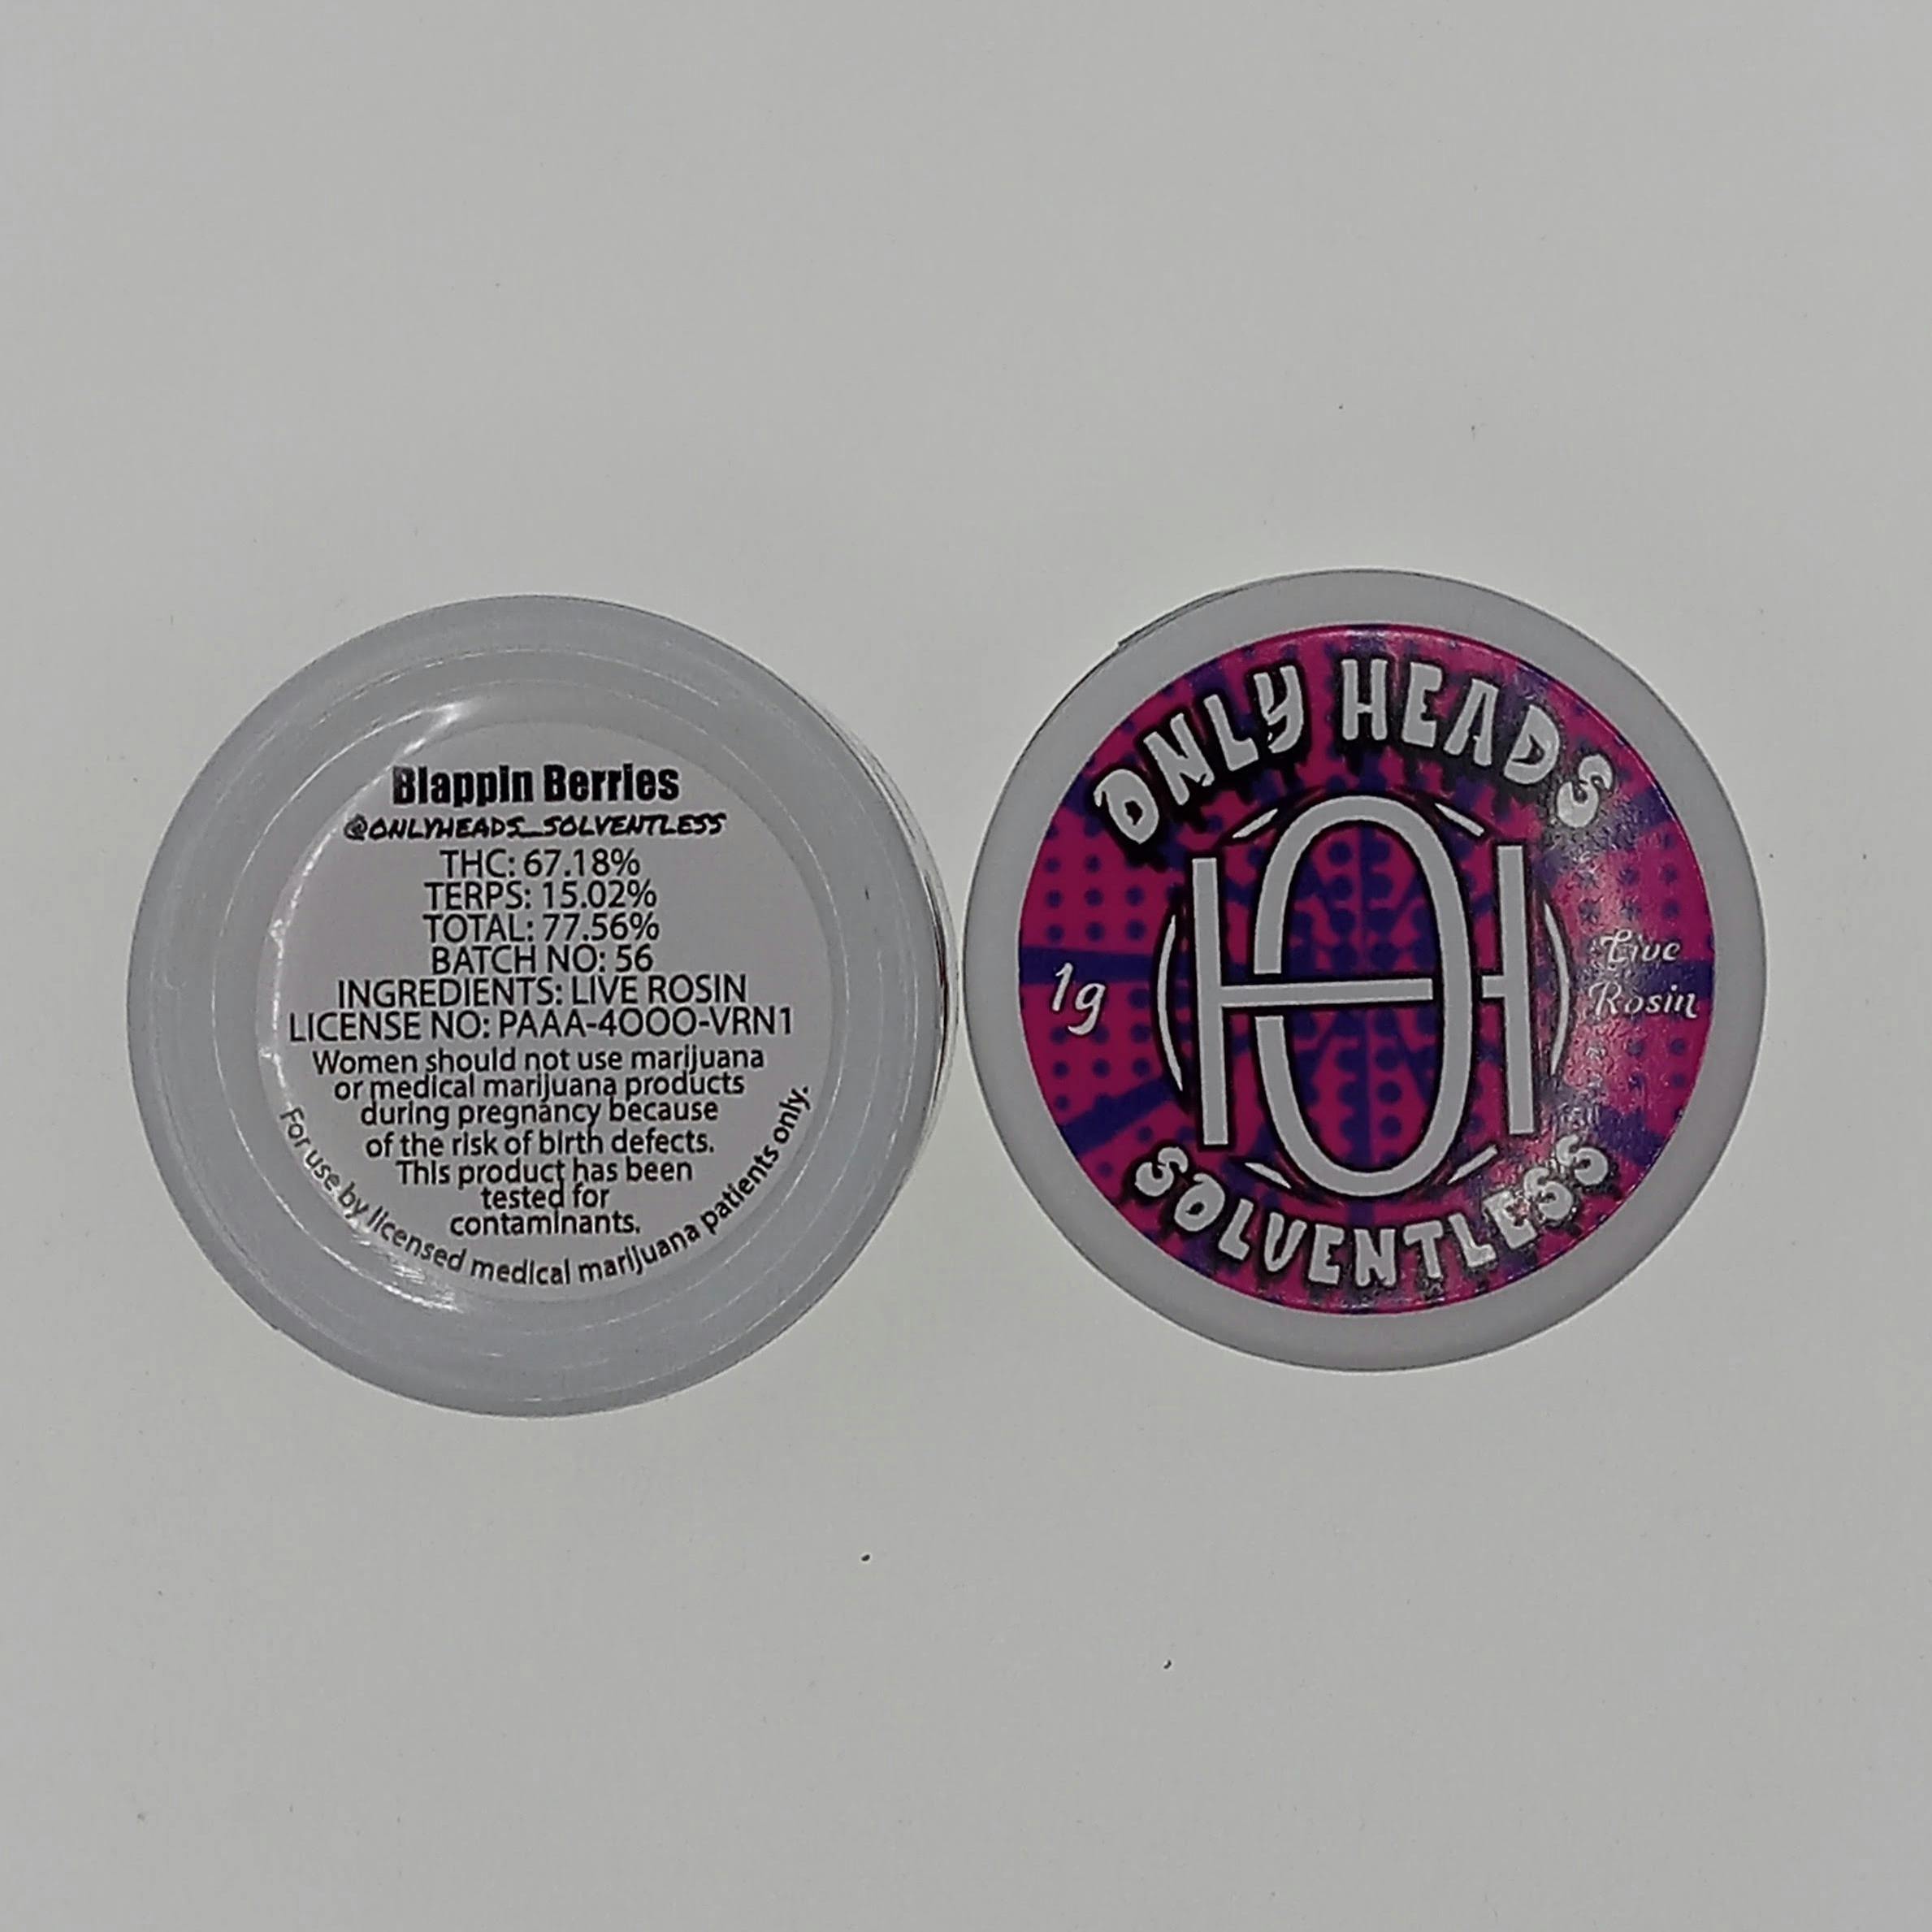 Blappin Berries
@ONLYHEADS_SOLVENTLESS
THC: 67.18%
TERPS: 15.02%
TOTAL: 77.56%
BATCH NO: 56
INGREDIENTS: LIVE ROSIN
LICENSE NO: PAAA-4OOO-VRN1
Women should not use marijuana
or medical marijuana products
during pregnancy because
of the risk of birth defects.
This product has been
tested for
contaminants.
For use by licensed medical marijuana patients only.
ONLY HEADS
OH
1g
Live
Rosin
SOLVENTLESS